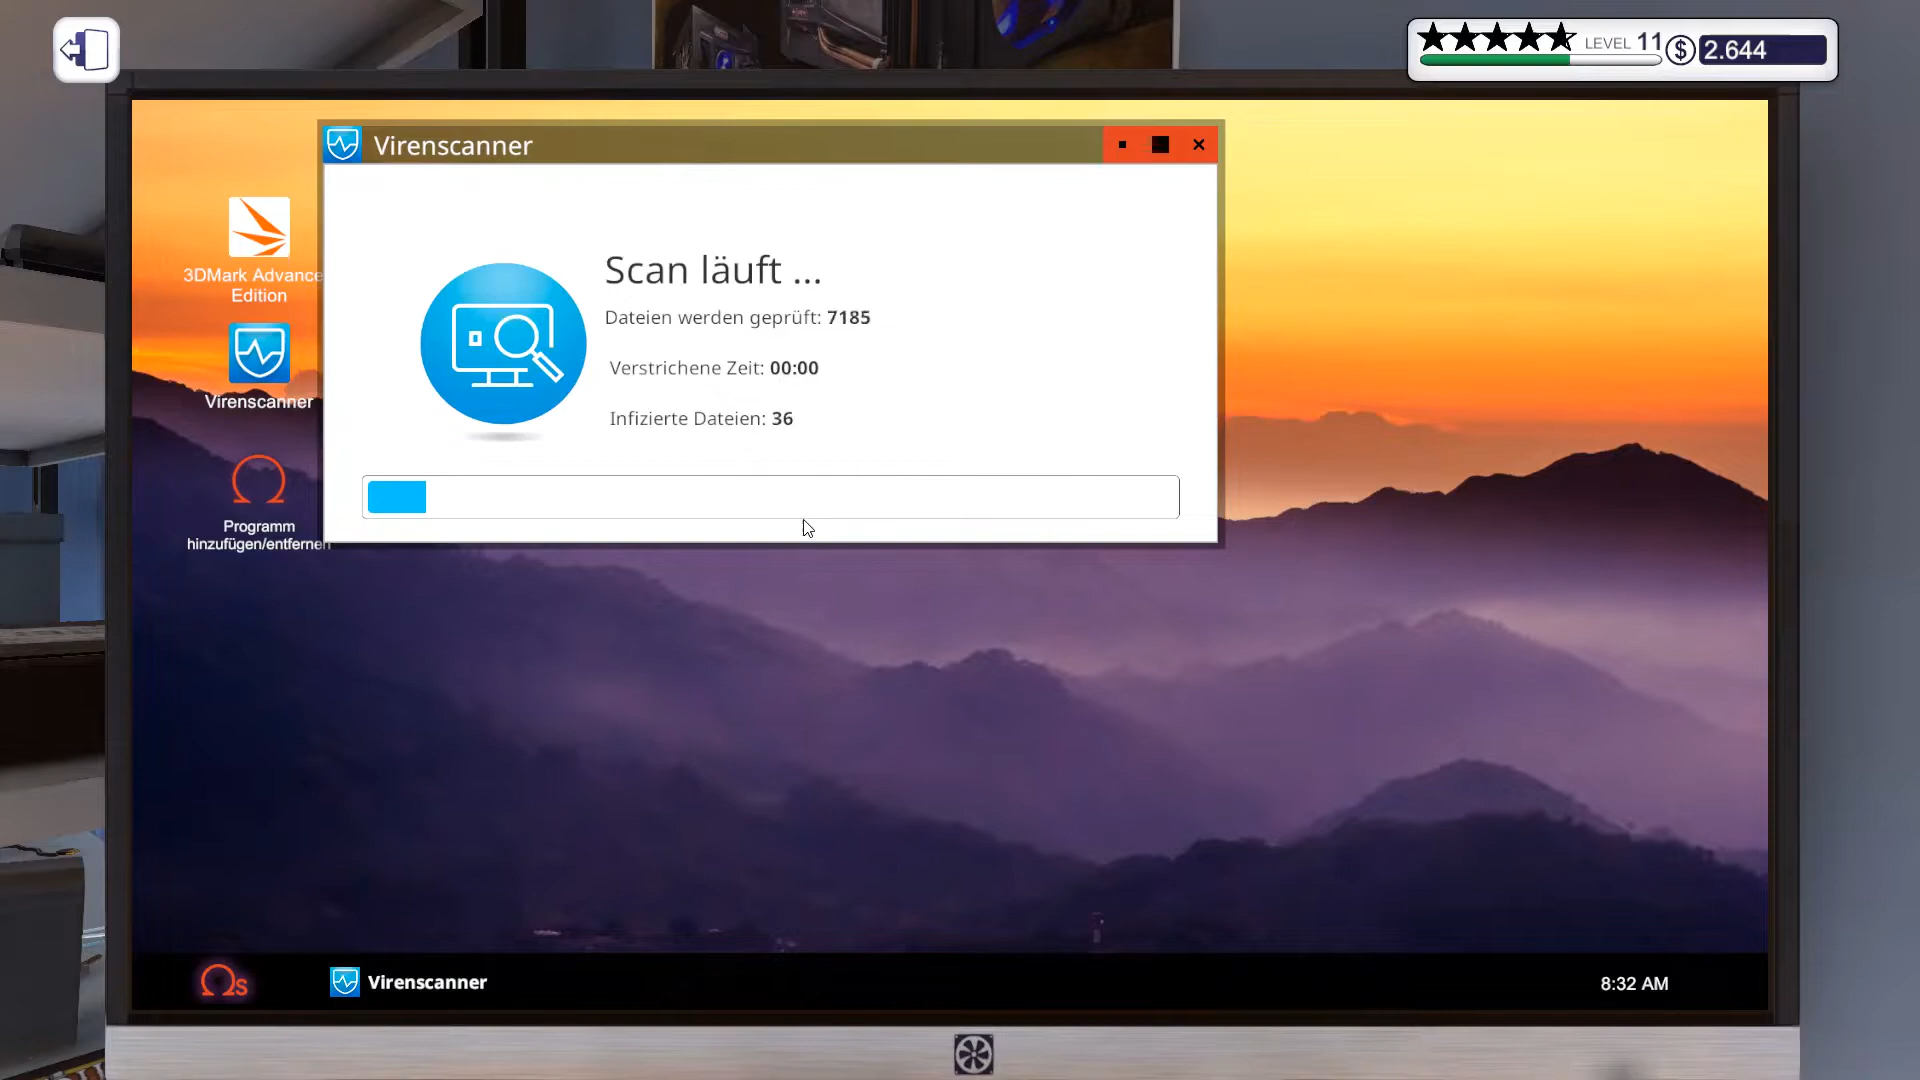 LEVEL 11
$ 2.644
Virenscanner
Scan läuft ...
Dateien werden geprüft: 7185
Verstrichene Zeit: 00:00
Infizierte Dateien: 36
3DMark Advance
Edition
Virenscanner
Programm
hinzufügen/entfernen
Ωs
Virenscanner
8:32 AM